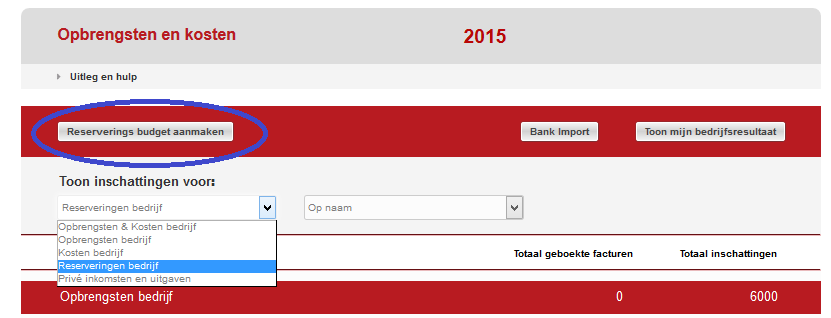 Opbrengsten en kosten 2015
Uitleg en hulp
Reserverings budget aanmaken Bank Import Toon mijn bedrijfsresultaat
Toon inschattingen voor:
Reserveringen bedrijf Op naam
Opbrengsten & Kosten bedrijf
Opbrengsten bedrijf
Kosten bedrijf Totaal geboekte facturen Totaal inschattingen
Reserveringen bedrijf
Privé inkomsten en uitgaven
Opbrengsten bedrijf 0 6000